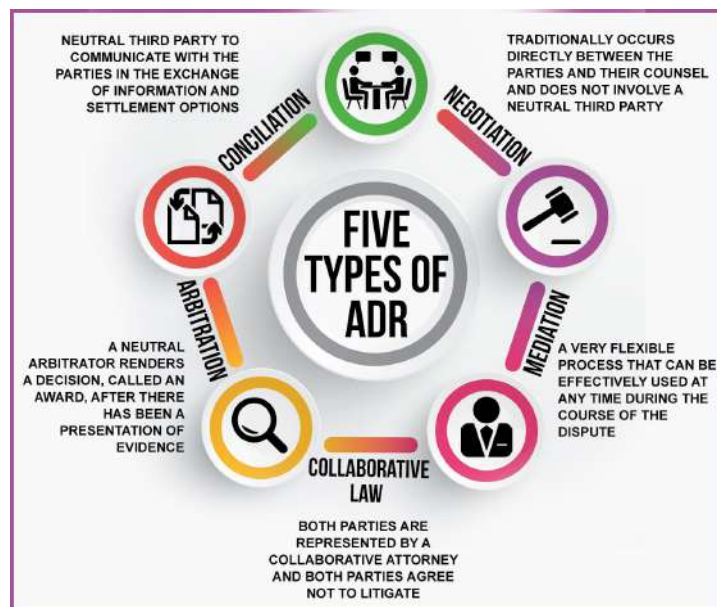 FIVE
TYPES OF
ADR
NEUTRAL THIRD PARTY TO
COMMUNICATE WITH THE
PARTIES IN THE EXCHANGE
OF INFORMATION AND
SETTLEMENT OPTIONS
CONCILIATION
TRADITIONALLY OCCURS
DIRECTLY BETWEEN THE
PARTIES AND THEIR COUNSEL
AND DOES NOT INVOLVE A
NEUTRAL THIRD PARTY
NEGOTIATION
ARBITRATION
A NEUTRAL
ARBITRATOR RENDERS
A DECISION, CALLED AN
AWARD, AFTER THERE
HAS BEEN A
PRESENTATION OF
EVIDENCE
MEDIATION
A VERY FLEXIBLE
PROCESS THAT CAN BE
EFFECTIVELY USED AT
ANY TIME DURING THE
COURSE OF THE
DISPUTE
COLLABORATIVE
LAW
BOTH PARTIES ARE
REPRESENTED BY A
COLLABORATIVE ATTORNEY
AND BOTH PARTIES AGREE
NOT TO LITIGATE